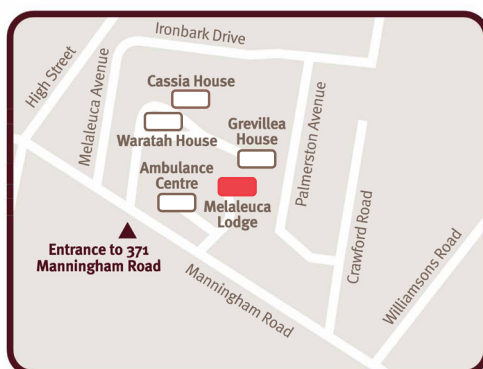 Ironbark Drive
High Street
Melaleuca Avenue
Cassia House
Waratah House
Grevillea
House
Palmerston Avenue
Ambulance
Centre
Melaleuca
Lodge
Crawford Road
Williamsons Road
Entrance to 371
Manningham Road
Manningham Road